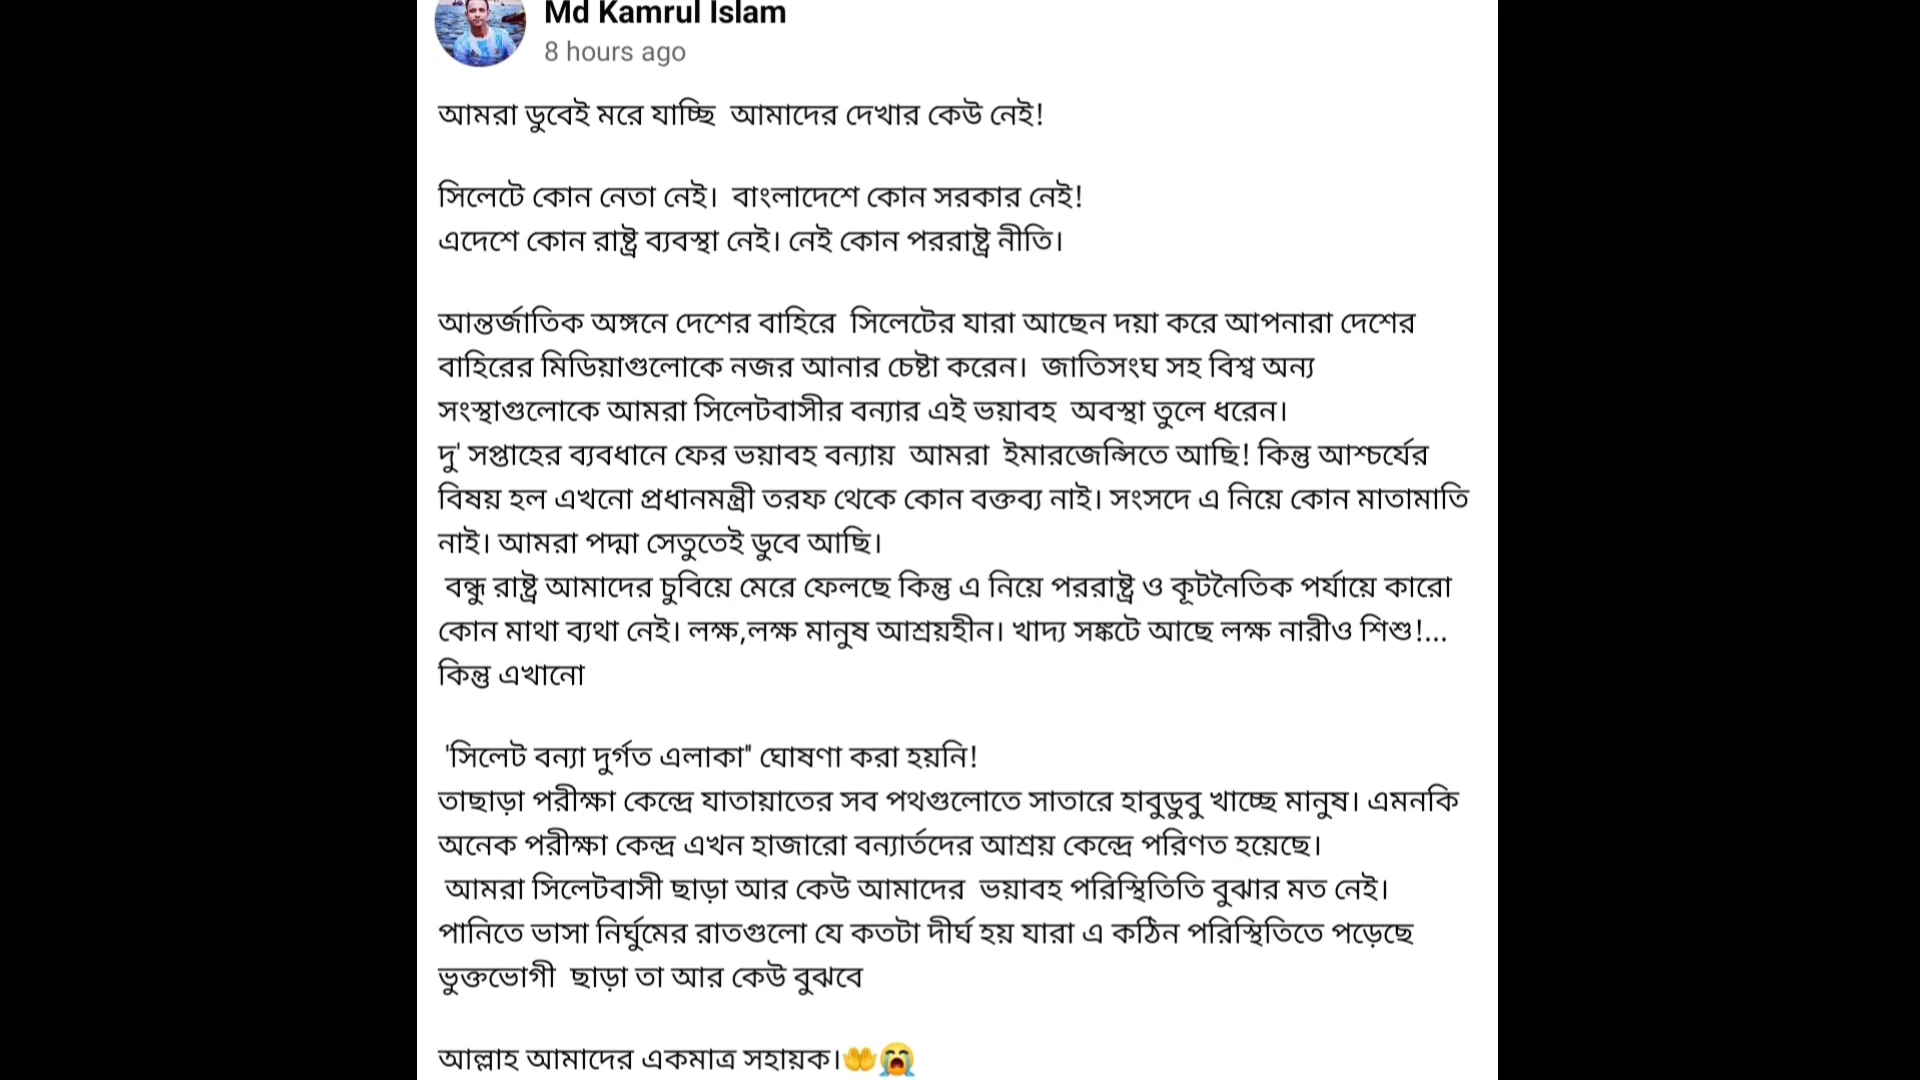 Md Kamrul Islam
8 hours ago
আমরা ডুবেই মরে যাচ্ছি আমাদের দেখার কেউ নেই!
সিলেটে কোন নেতা নেই। বাংলাদেশে কোন সরকার নেই!
এদেশে কোন রাষ্ট্র ব্যবস্থা নেই। নেই কোন পররাষ্ট্র নীতি।
আন্তর্জাতিক অঙ্গনে দেশের বাহিরে সিলেটের যারা আছেন দয়া করে আপনারা দেশের
বাহিরের মিডিয়াগুলোকে নজর আনার চেষ্টা করেন। জাতিসংঘ সহ বিশ্ব অন্য
সংস্থাগুলোকে আমরা সিলেটবাসীর বন্যার এই ভয়াবহ অবস্থা তুলে ধরেন।
দু' সপ্তাহের ব্যবধানে ফের ভয়াবহ বন্যায় আমরা ইমারজেন্সিতে আছি! কিন্তু আশ্চর্যের
বিষয় হল এখনো প্রধানমন্ত্রী তরফ থেকে কোন বক্তব্য নাই। সংসদে এ নিয়ে কোন মাতামাতি
নাই। আমরা পদ্মা সেতুতেই ডুবে আছি।
বন্ধু রাষ্ট্র আমাদের চুবিয়ে মেরে ফেলছে কিন্তু এ নিয়ে পররাষ্ট্র ও কূটনৈতিক পর্যায়ে কারো
কোন মাথা ব্যথা নেই। লক্ষ,লক্ষ মানুষ আশ্রয়হীন। খাদ্য সঙ্কটে আছে লক্ষ নারীও শিশু!...
কিন্তু এখানো
'সিলেট বন্যা দুর্গত এলাকা" ঘোষণা করা হয়নি!
তাছাড়া পরীক্ষা কেন্দ্রে যাতায়াতের সব পথগুলোতে সাতারে হাবুডুবু খাচ্ছে মানুষ। এমনকি
অনেক পরীক্ষা কেন্দ্র এখন হাজারো বন্যার্তদের আশ্রয় কেন্দ্রে পরিণত হয়েছে।
আমরা সিলেটবাসী ছাড়া আর কেউ আমাদের ভয়াবহ পরিস্থিতিতি বুঝার মত নেই।
পানিতে ভাসা নির্ঘুমের রাতগুলো যে কতটা দীর্ঘ হয় যারা এ কঠিন পরিস্থিতিতে পড়েছে
ভুক্তভোগী ছাড়া তা আর কেউ বুঝবে
আল্লাহ আমাদের একমাত্র সহায়ক।🤲😭